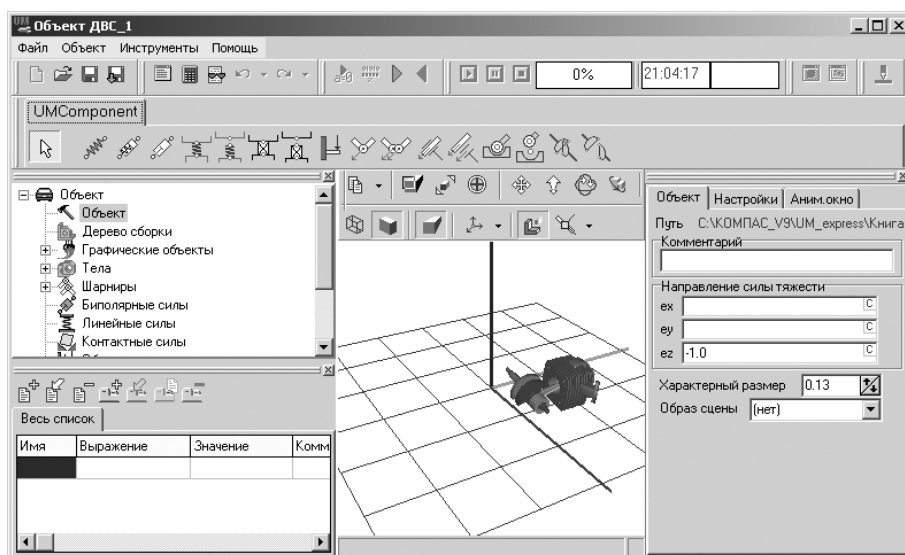 Объект ДВС_1
Файл Объект Инструменты Помощь
0% 21:04:17
UMComponent
Объект
Объект
Дерево сборки
Графические объекты
Тела
Шарниры
Биполярные силы
Линейные силы
Контактные силы
Весь список
Имя Выражение Значение Комм
Объект Настройки Аним.окно
Путь C:\КОМПАС_V9\UM_express\Книга
Комментарий
Направление силы тяжести
ex C
ey C
ez -1.0 C
Характерный размер 0.13
Образ сцены (нет)